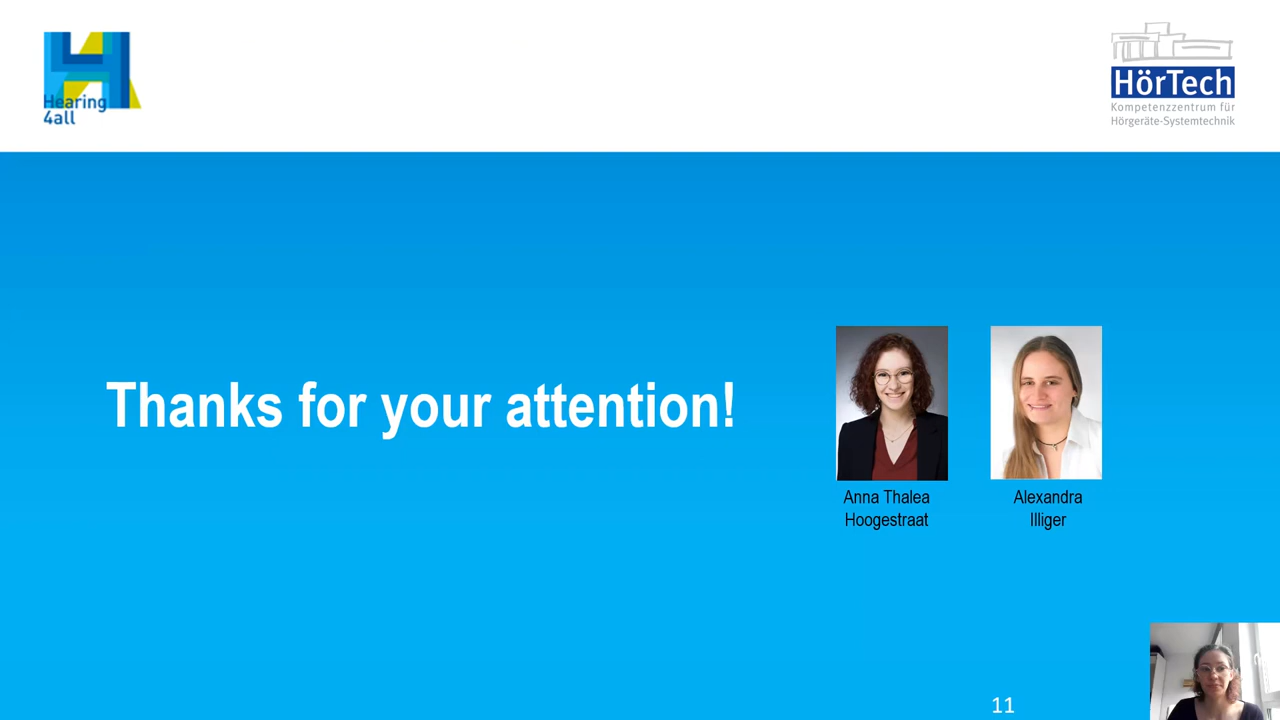 Hearing
4all
HörTech
Kompetenzzentrum für
Hörgeräte-Systemtechnik
Thanks for your attention!
Anna Thalea
Hoogestraat
Alexandra
Illiger
11